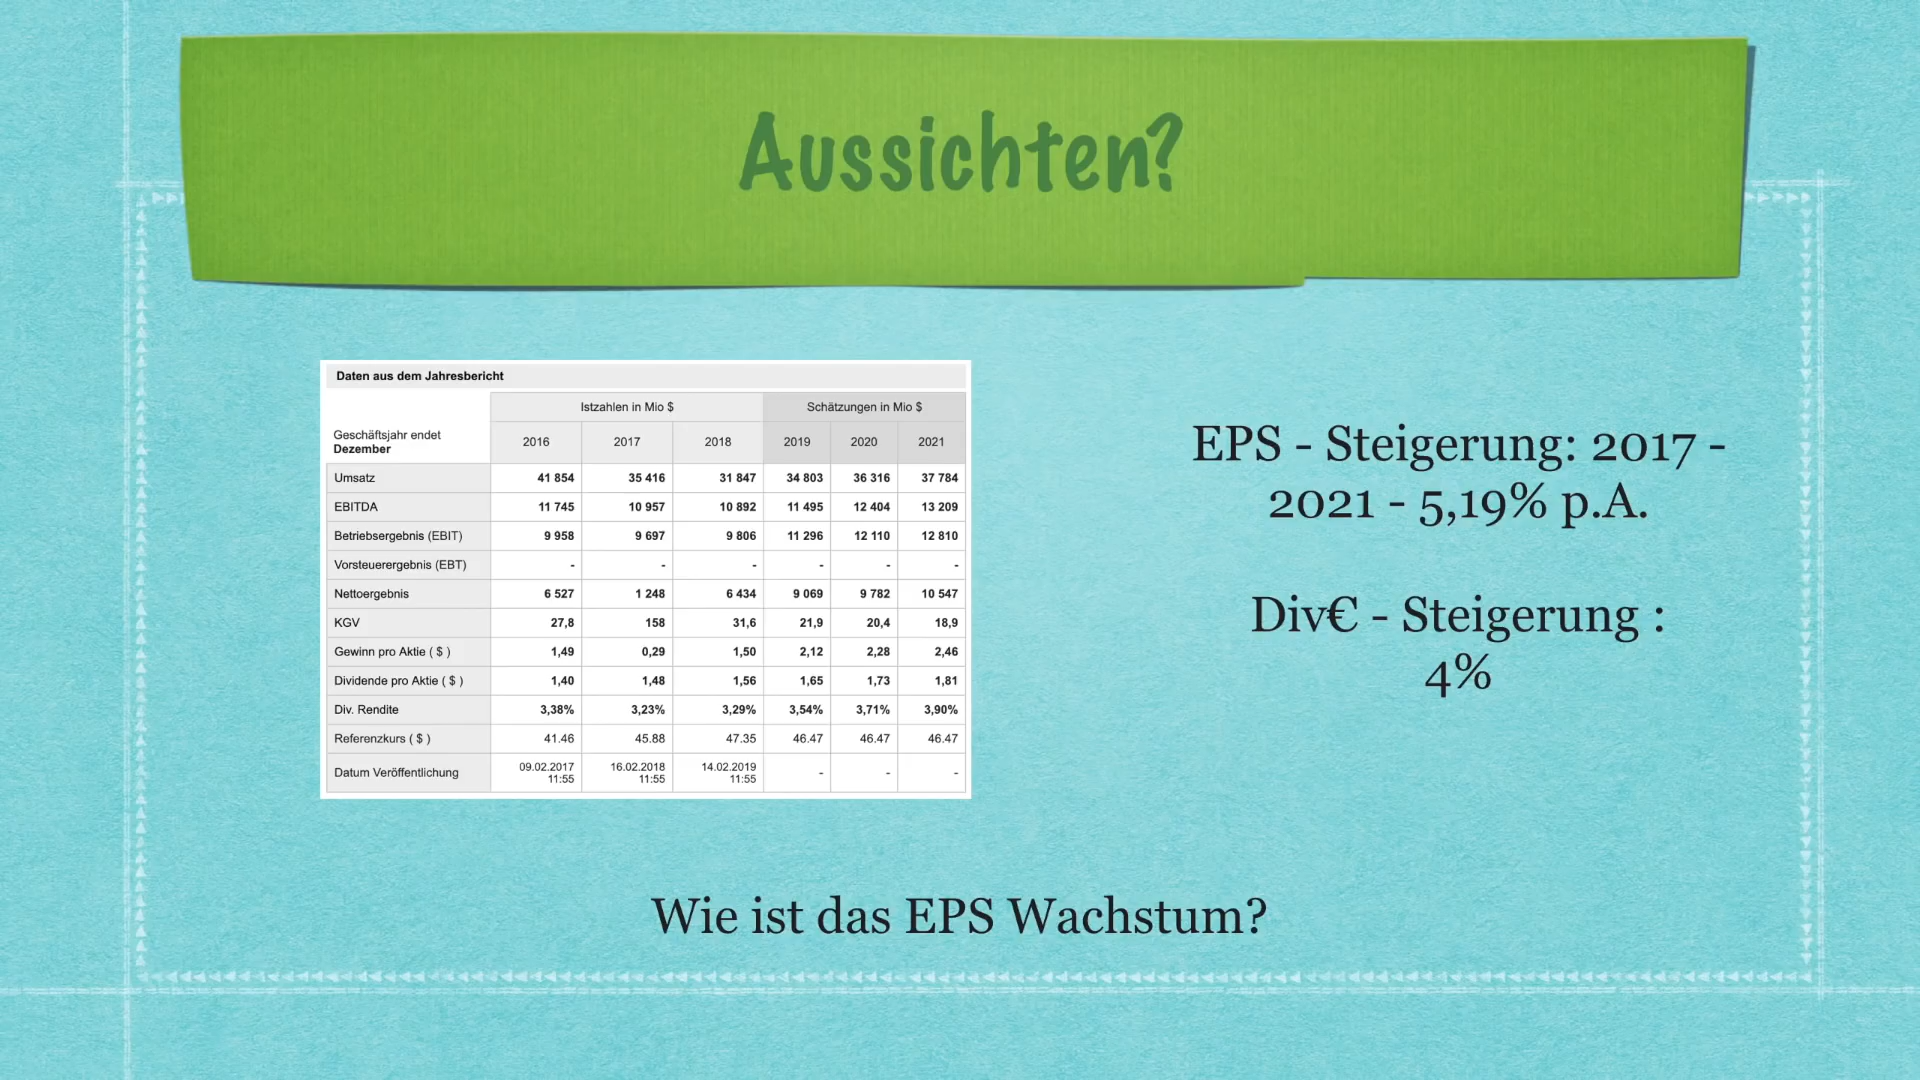 Aussichten?
Daten aus dem Jahresbericht
Istzahlen in Mio $ Schätzungen in Mio $
Geschäftsjahr endet
Dezember
2016 2017 2018 2019 2020 2021
Umsatz 41 854 35 416 31 847 34 803 36 316 37 784
EBITDA 11 745 10 957 10 892 11 495 12 404 13 209
Betriebsergebnis (EBIT) 9 958 9 697 9 806 11 296 12 110 12 810
Vorsteuerergebnis (EBT) - - - - - -
Nettoergebnis 6 527 1 248 6 434 9 069 9 782 10 547
KGV 27,8 158 31,6 21,9 20,4 18,9
Gewinn pro Aktie ( $ ) 1,49 0,29 1,50 2,12 2,28 2,46
Dividende pro Aktie ( $ ) 1,40 1,48 1,56 1,65 1,73 1,81
Div. Rendite 3,38% 3,23% 3,29% 3,54% 3,71% 3,90%
Referenzkurs ( $ ) 41.46 45.88 47.35 46.47 46.47 46.47
Datum Veröffentlichung 09.02.2017 16.02.2018 14.02.2019 - - -
11:55 11:55 11:55
EPS - Steigerung: 2017 -
2021 - 5,19% p.A.
Div€ - Steigerung :
4%
Wie ist das EPS Wachstum?